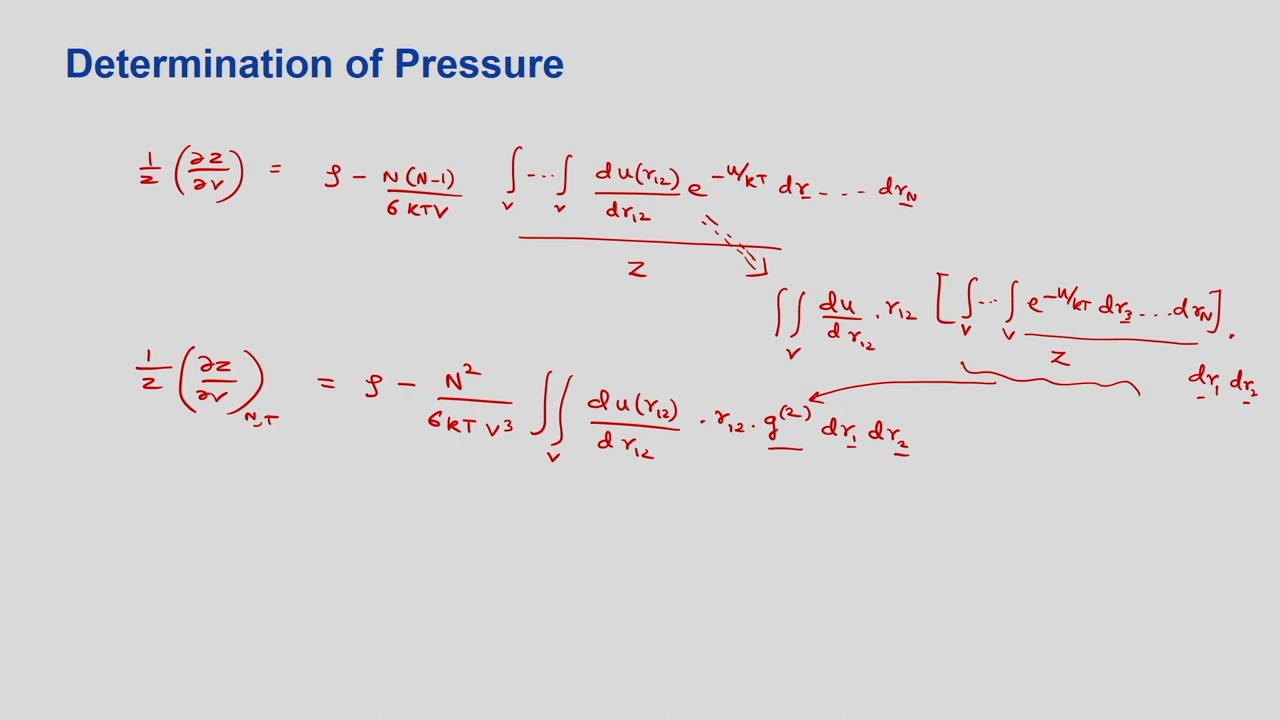 Determination of Pressure
1/z (∂z/∂v) = ρ − N(N-1)/6KTV ∫v ... ∫v du(r12)/dr12 e^-u/KT dr ... drN / z
∫∫v du/dr12 . r12 [∫v ... ∫v e^-u/KT dr3 ... drN / z] . dr1 dr2
1/z (∂z/∂v)N,T = ρ − N²/6KTV³ ∫∫v du(r12)/dr12 . r12 . g^(2) dr1 dr2